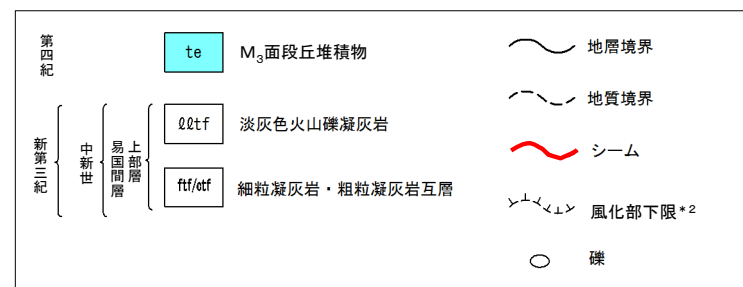 第四紀
te
M₃面段丘堆積物
新第三紀
中新世
易国間層
上部層
ℓℓtf
淡灰色火山礫凝灰岩
ftf/ctf
細粒凝灰岩・粗粒凝灰岩互層
地層境界
地質境界
シーム
風化部下限*²
礫